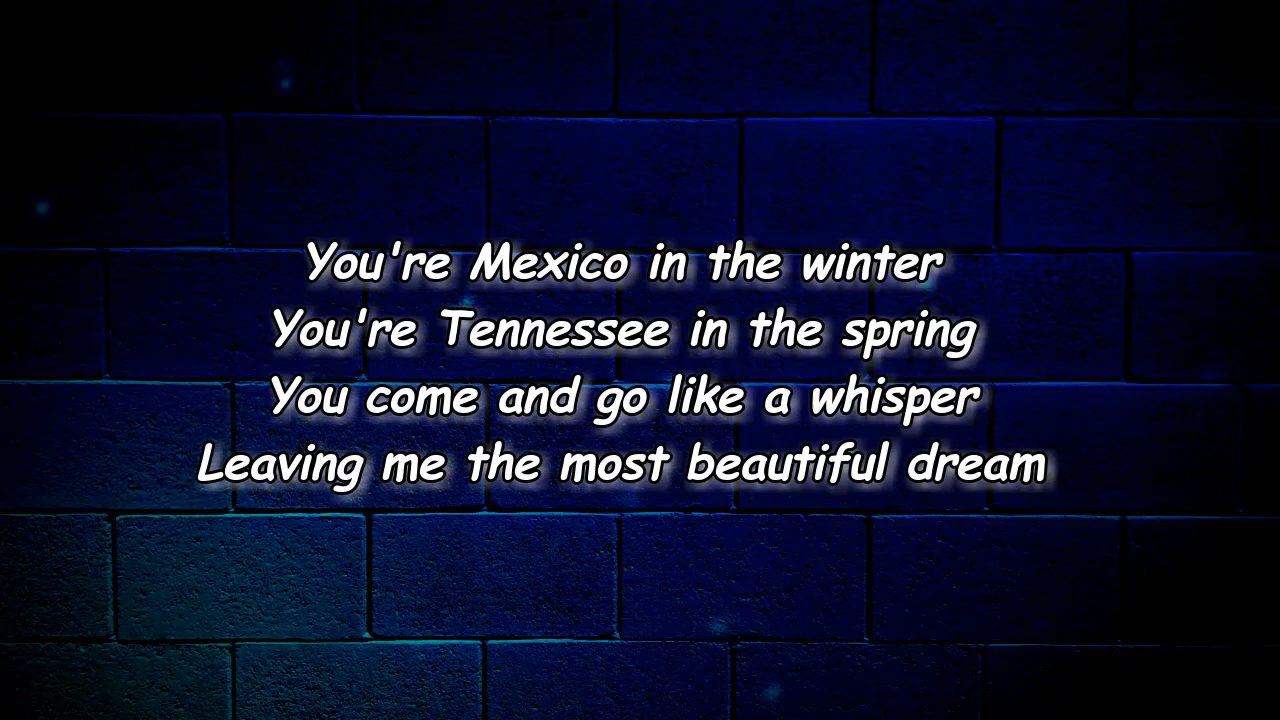 You're Mexico in the winter
You're Tennessee in the spring
You come and go like a whisper
Leaving me the most beautiful dream